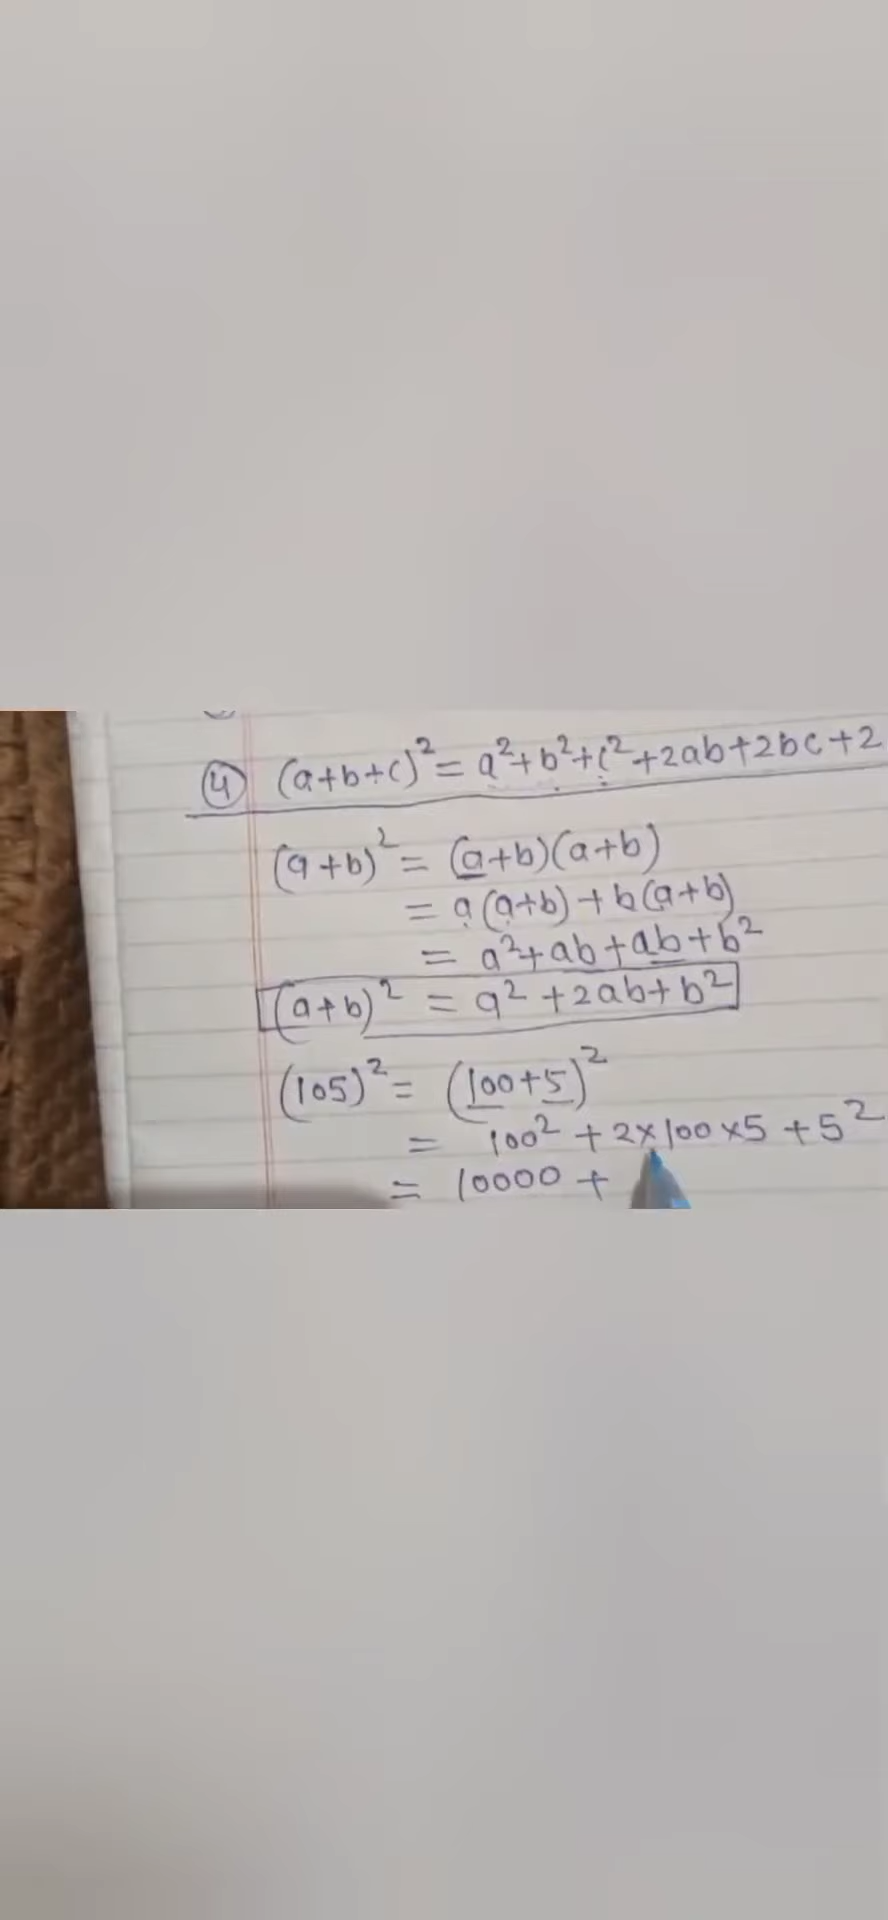 ④ (a+b+c)² = a²+b²+c²+2ab+2bc+2
(a+b)² = (a+b)(a+b)
= a(a+b)+b(a+b)
= a²+ab+ab+b²
(a+b)² = a²+2ab+b²
(105)² = (100+5)²
= 100² + 2×100×5 + 5²
= 10000 +